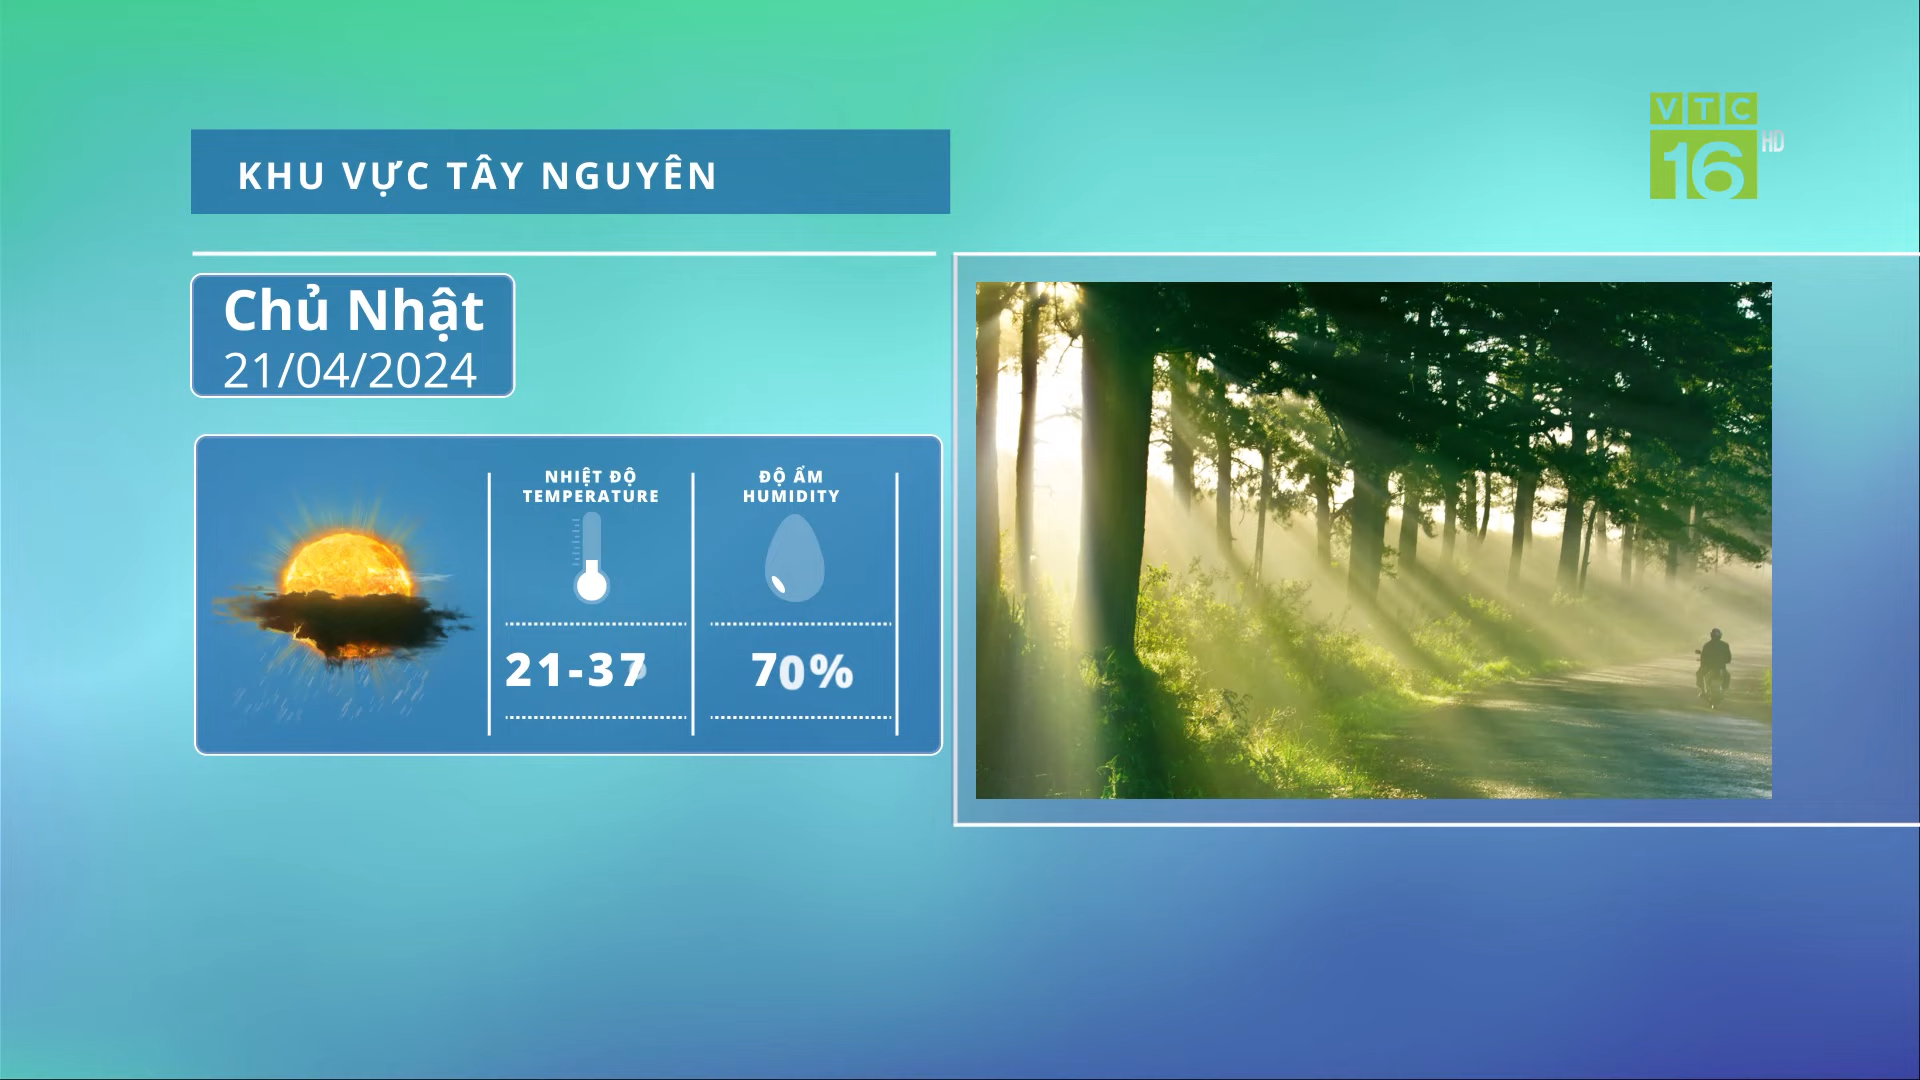 VTC
16 HD
KHU VỰC TÂY NGUYÊN
Chủ Nhật
21/04/2024
NHIỆT ĐỘ
TEMPERATURE
21-37
ĐỘ ẨM
HUMIDITY
70%